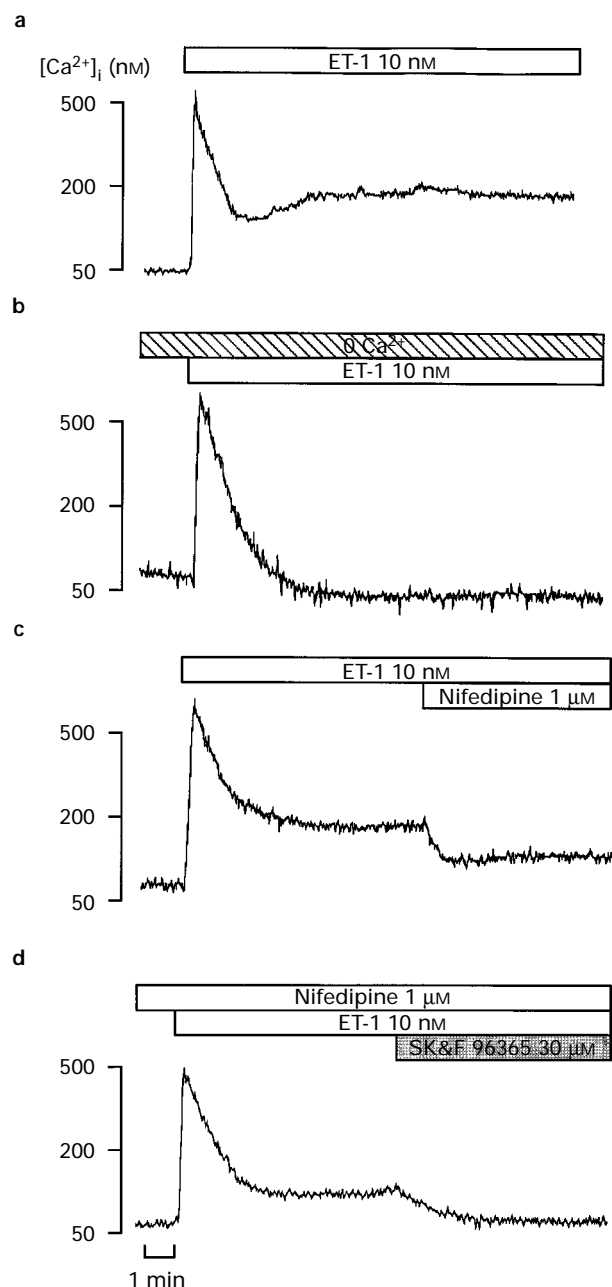 a
[Ca²⁺]ᵢ (nM)
ET-1 10 nM
500
200
50
b
0 Ca²⁺
ET-1 10 nM
500
200
50
c
ET-1 10 nM
Nifedipine 1 μM
500
200
50
d
Nifedipine 1 μM
ET-1 10 nM
SK&F 96365 30 μM
500
200
50
1 min